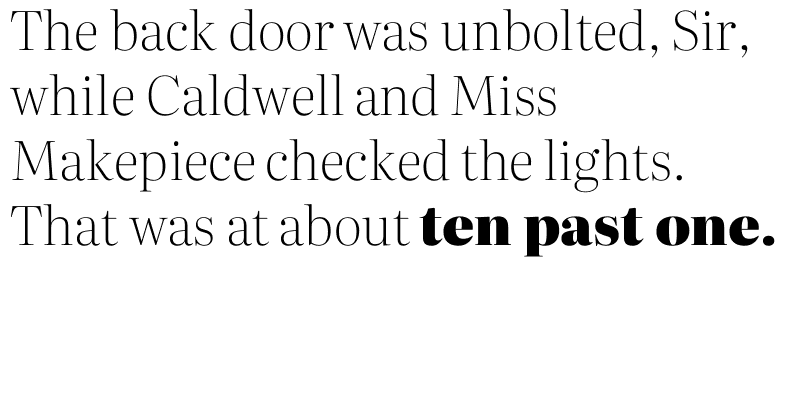 The back door was unbolted, Sir,
while Caldwell and Miss
Makepiece checked the lights.
That was at about ten past one.